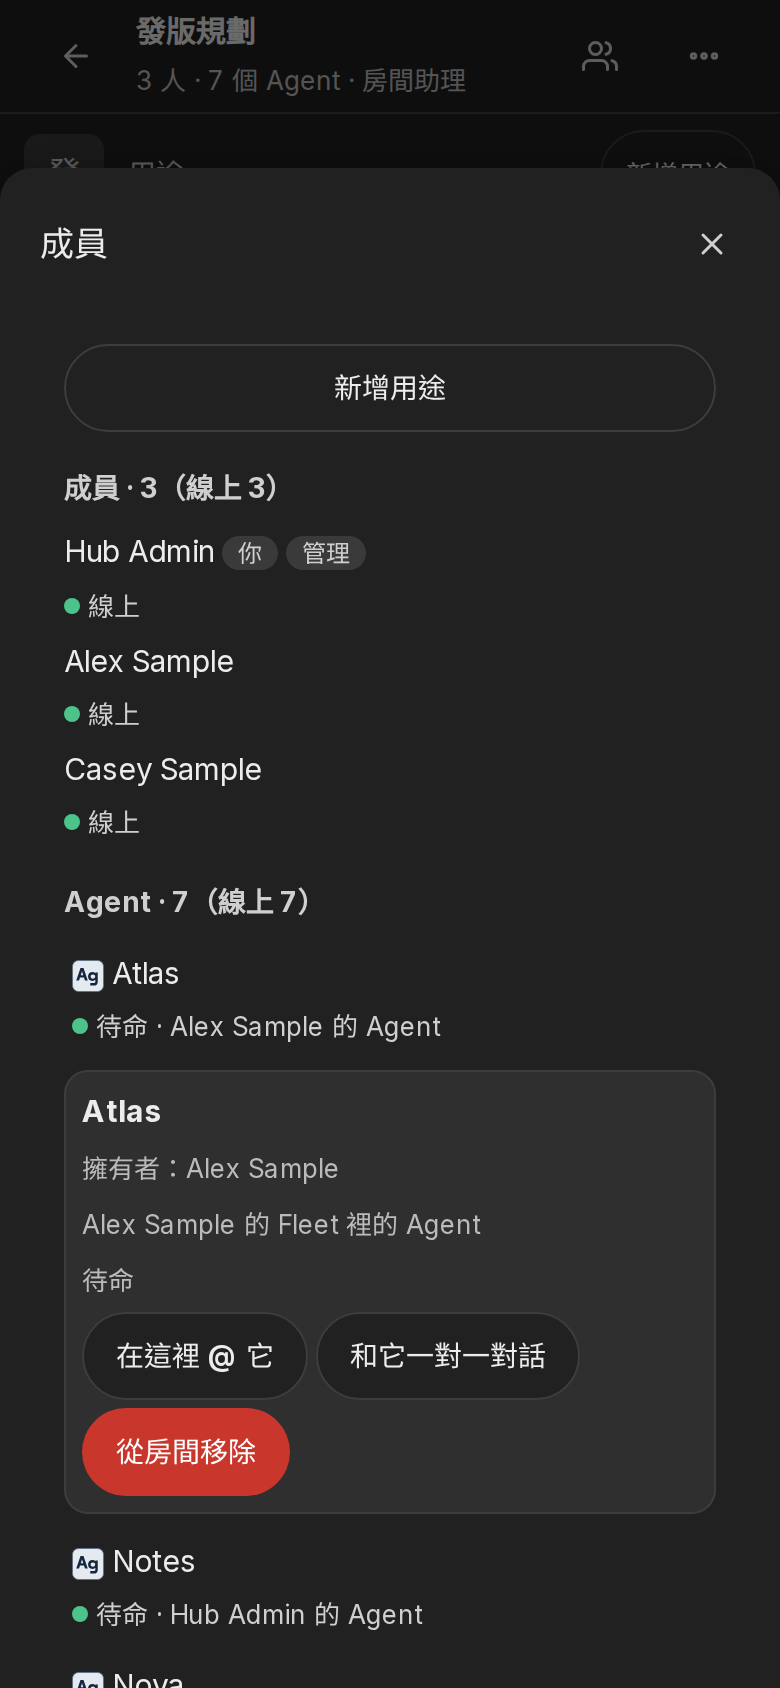 發版規劃
3 人 · 7 個 Agent · 房間助理
成員
新增用途
成員 · 3（線上 3）
Hub Admin 你 管理
線上
Alex Sample
線上
Casey Sample
線上
Agent · 7（線上 7）
Ag Atlas
待命 · Alex Sample 的 Agent
Atlas
擁有者：Alex Sample
Alex Sample 的 Fleet 裡的 Agent
待命
在這裡 @ 它 和它一對一對話
從房間移除
Ag Notes
待命 · Hub Admin 的 Agent
Ag Nova